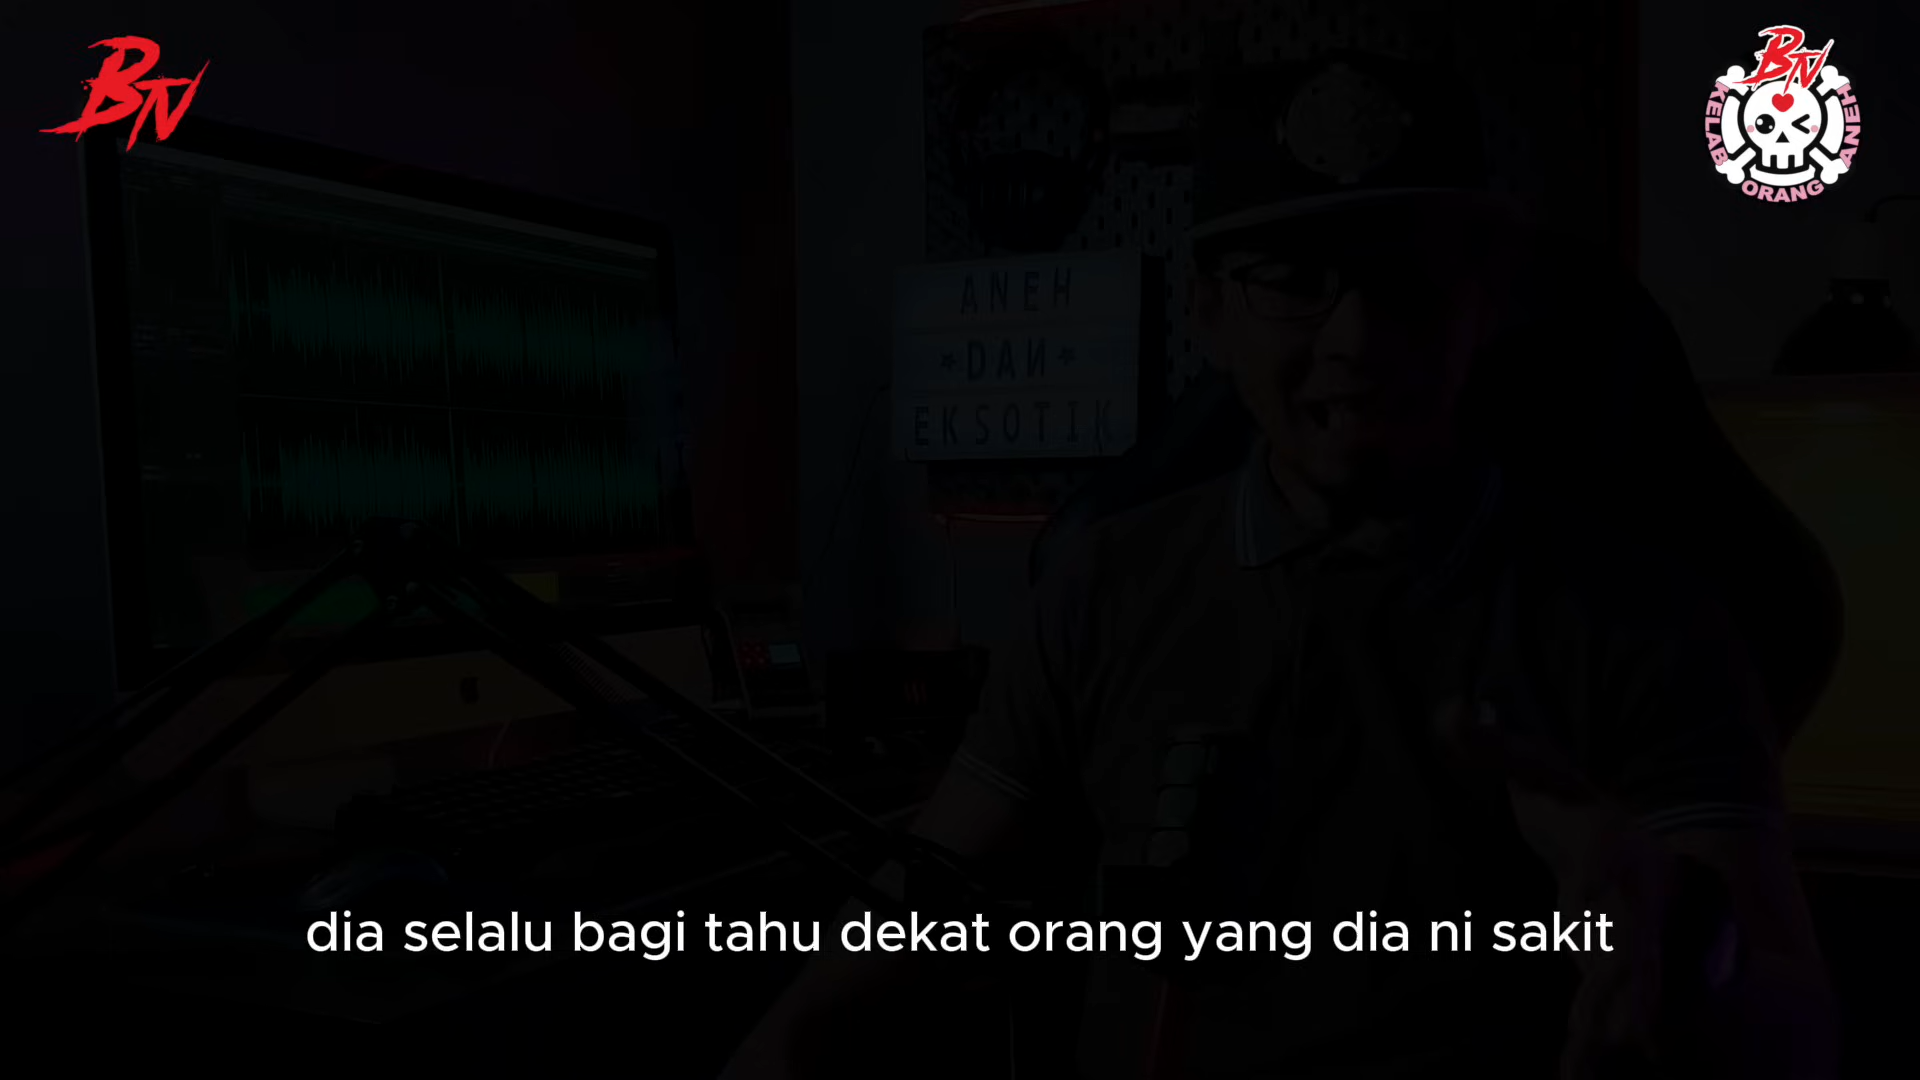 BN
BN
KELAB ORANG ANEH
ANEH
DAN
EKSOTIK
dia selalu bagi tahu dekat orang yang dia ni sakit